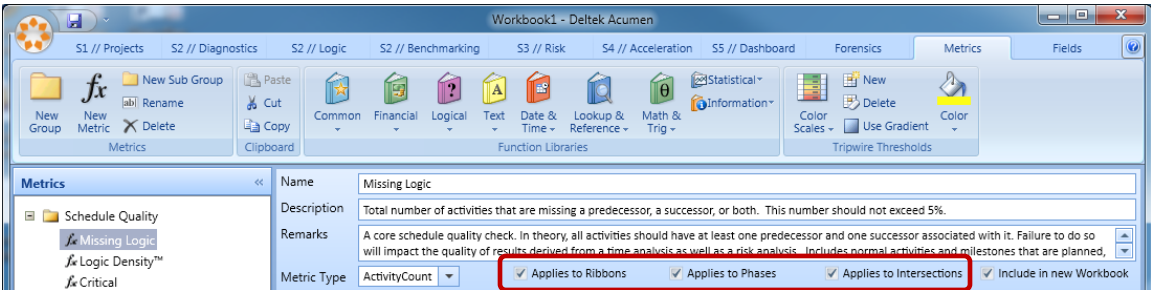 Workbook1 - Deltek Acumen
S1 // Projects S2 // Diagnostics S2 // Logic S2 // Benchmarking S3 // Risk S4 // Acceleration S5 // Dashboard Forensics Metrics Fields
New Group
fx New Metric
New Sub Group
Rename
Delete
Metrics
Paste
Cut
Copy
Clipboard
Common
Financial
Logical
Text
Date & Time
Lookup & Reference
Math & Trig
Statistical
Information
Function Libraries
Color Scales
New
Delete
Use Gradient
Color
Tripwire Thresholds
Metrics
Schedule Quality
fx Missing Logic
fx Logic Density™
fx Critical
Name Missing Logic
Description Total number of activities that are missing a predecessor, a successor, or both. This number should not exceed 5%.
Remarks A core schedule quality check. In theory, all activities should have at least one predecessor and one successor associated with it. Failure to do so
will impact the quality of results derived from a time analysis as well as a risk analysis. Includes normal activities and milestones that are planned,
Metric Type ActivityCount Applies to Ribbons Applies to Phases Applies to Intersections Include in new Workbook